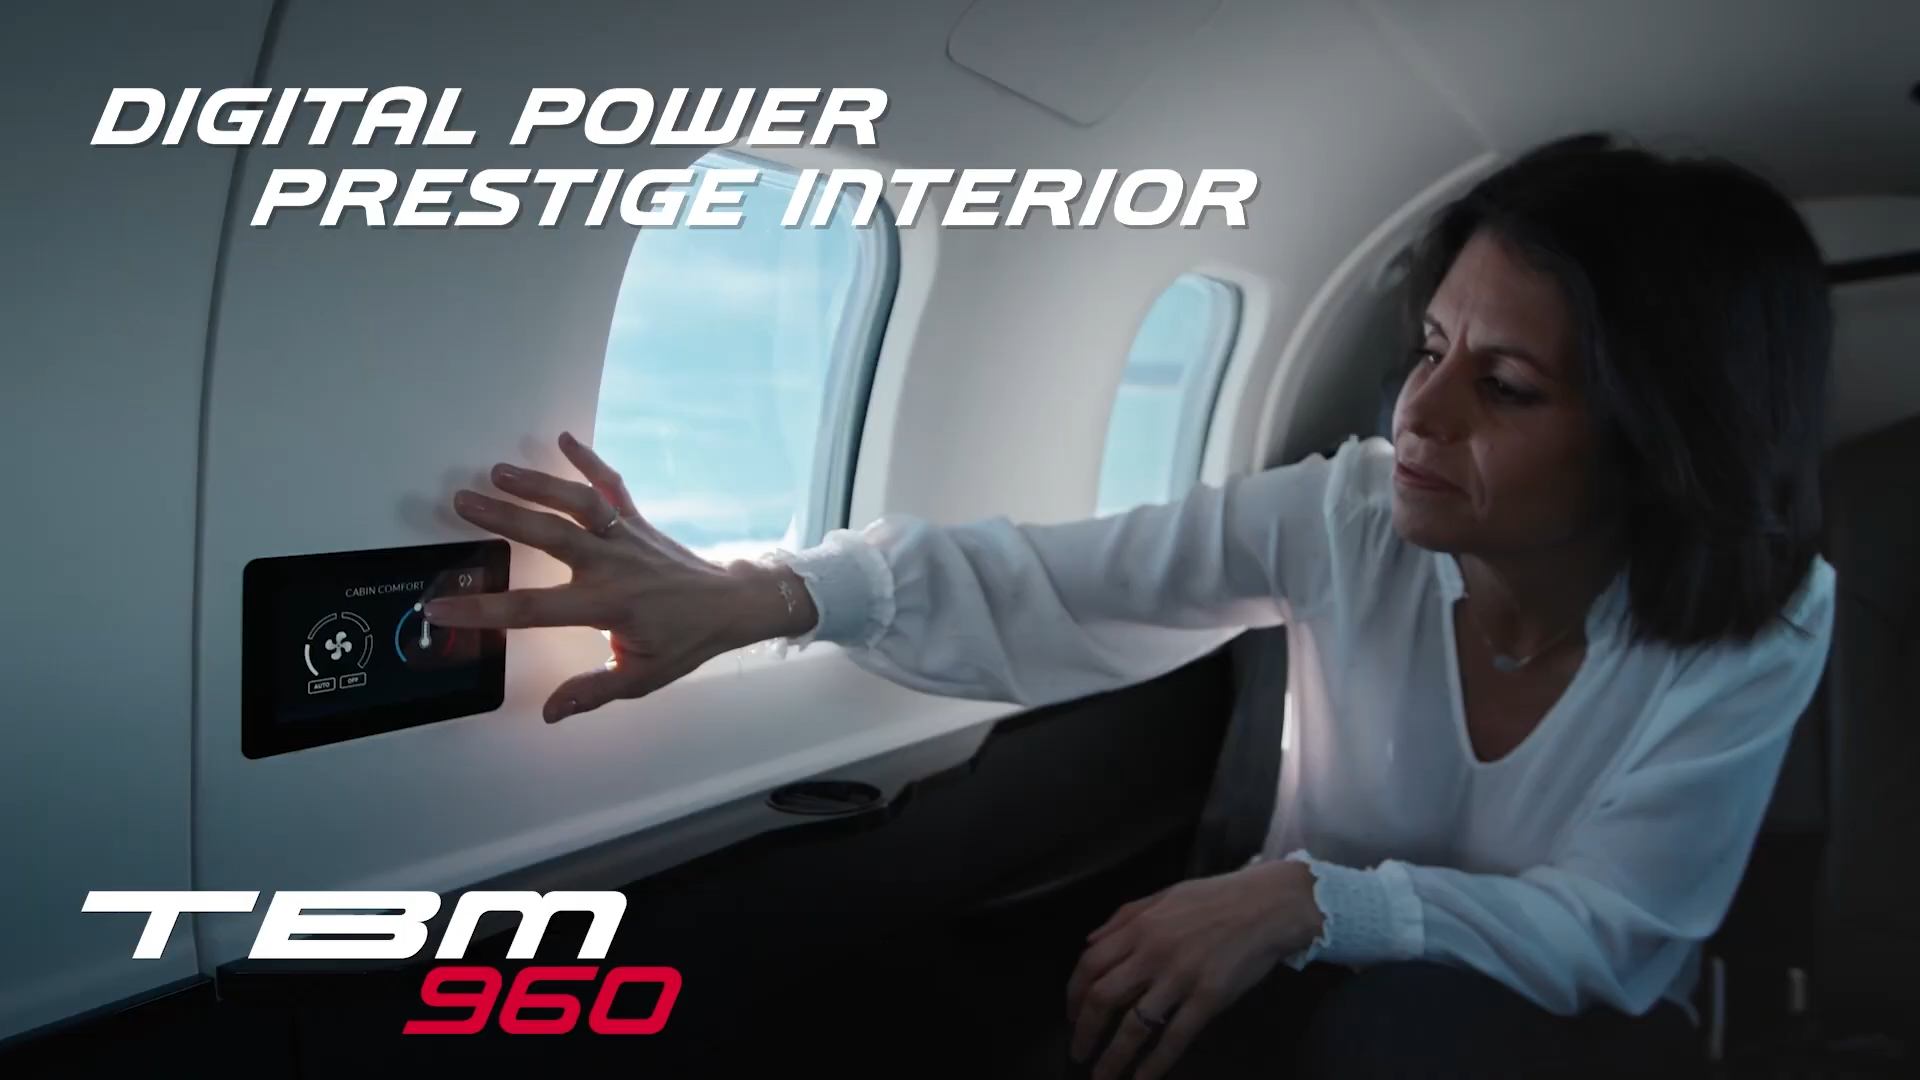 DIGITAL POWER
PRESTIGE INTERIOR
CABIN COMFORT
AUTO OFF
TBM
960